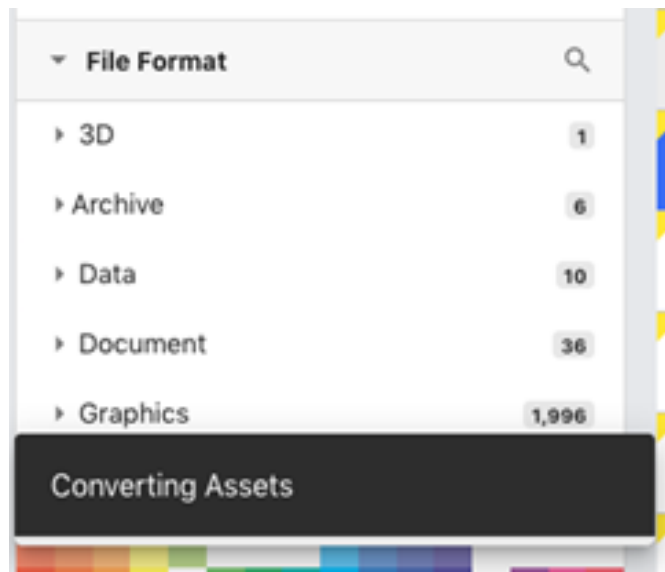 File Format
3D 1
Archive 6
Data 10
Document 36
Graphics 1,996
Converting Assets